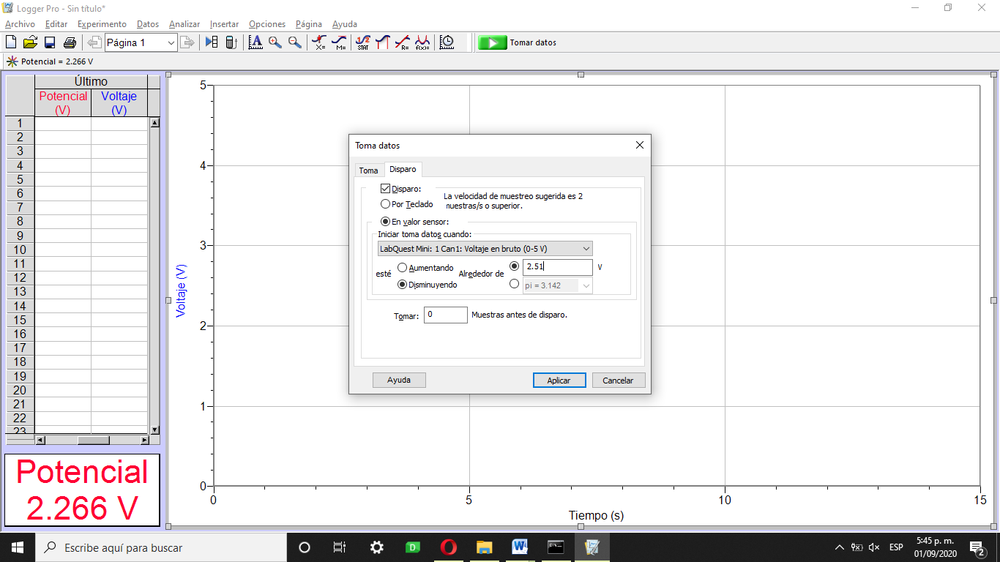 Logger Pro - Sin título*
Archivo Editar Experimento Datos Analizar Insertar Opciones Página Ayuda
Página 1
X= M= STAT R= f(x)=
Tomar datos
Potencial = 2.266 V
Último
Potencial Voltaje
(V) (V)
1
2
3
4
5
6
7
8
9
10
11
12
13
14
15
16
17
18
19
20
21
22
23
Potencial
2.266 V
Voltaje (V)
5
4
3
2
1
0
0 5 10 15
Tiempo (s)
Toma datos
Toma Disparo
Disparo:
Por Teclado
La velocidad de muestreo sugerida es 2
nuestras/s o superior.
En valor sensor:
Iniciar toma datos cuando:
LabQuest Mini: 1 Can1: Voltaje en bruto (0-5 V)
esté
Aumentando
Disminuyendo
Alrededor de
2.51 V
pi = 3.142
Tomar: 0 Muestras antes de disparo.
Ayuda Aplicar Cancelar
Escribe aquí para buscar
D
W
ESP
5:45 p. m.
01/09/2020
2